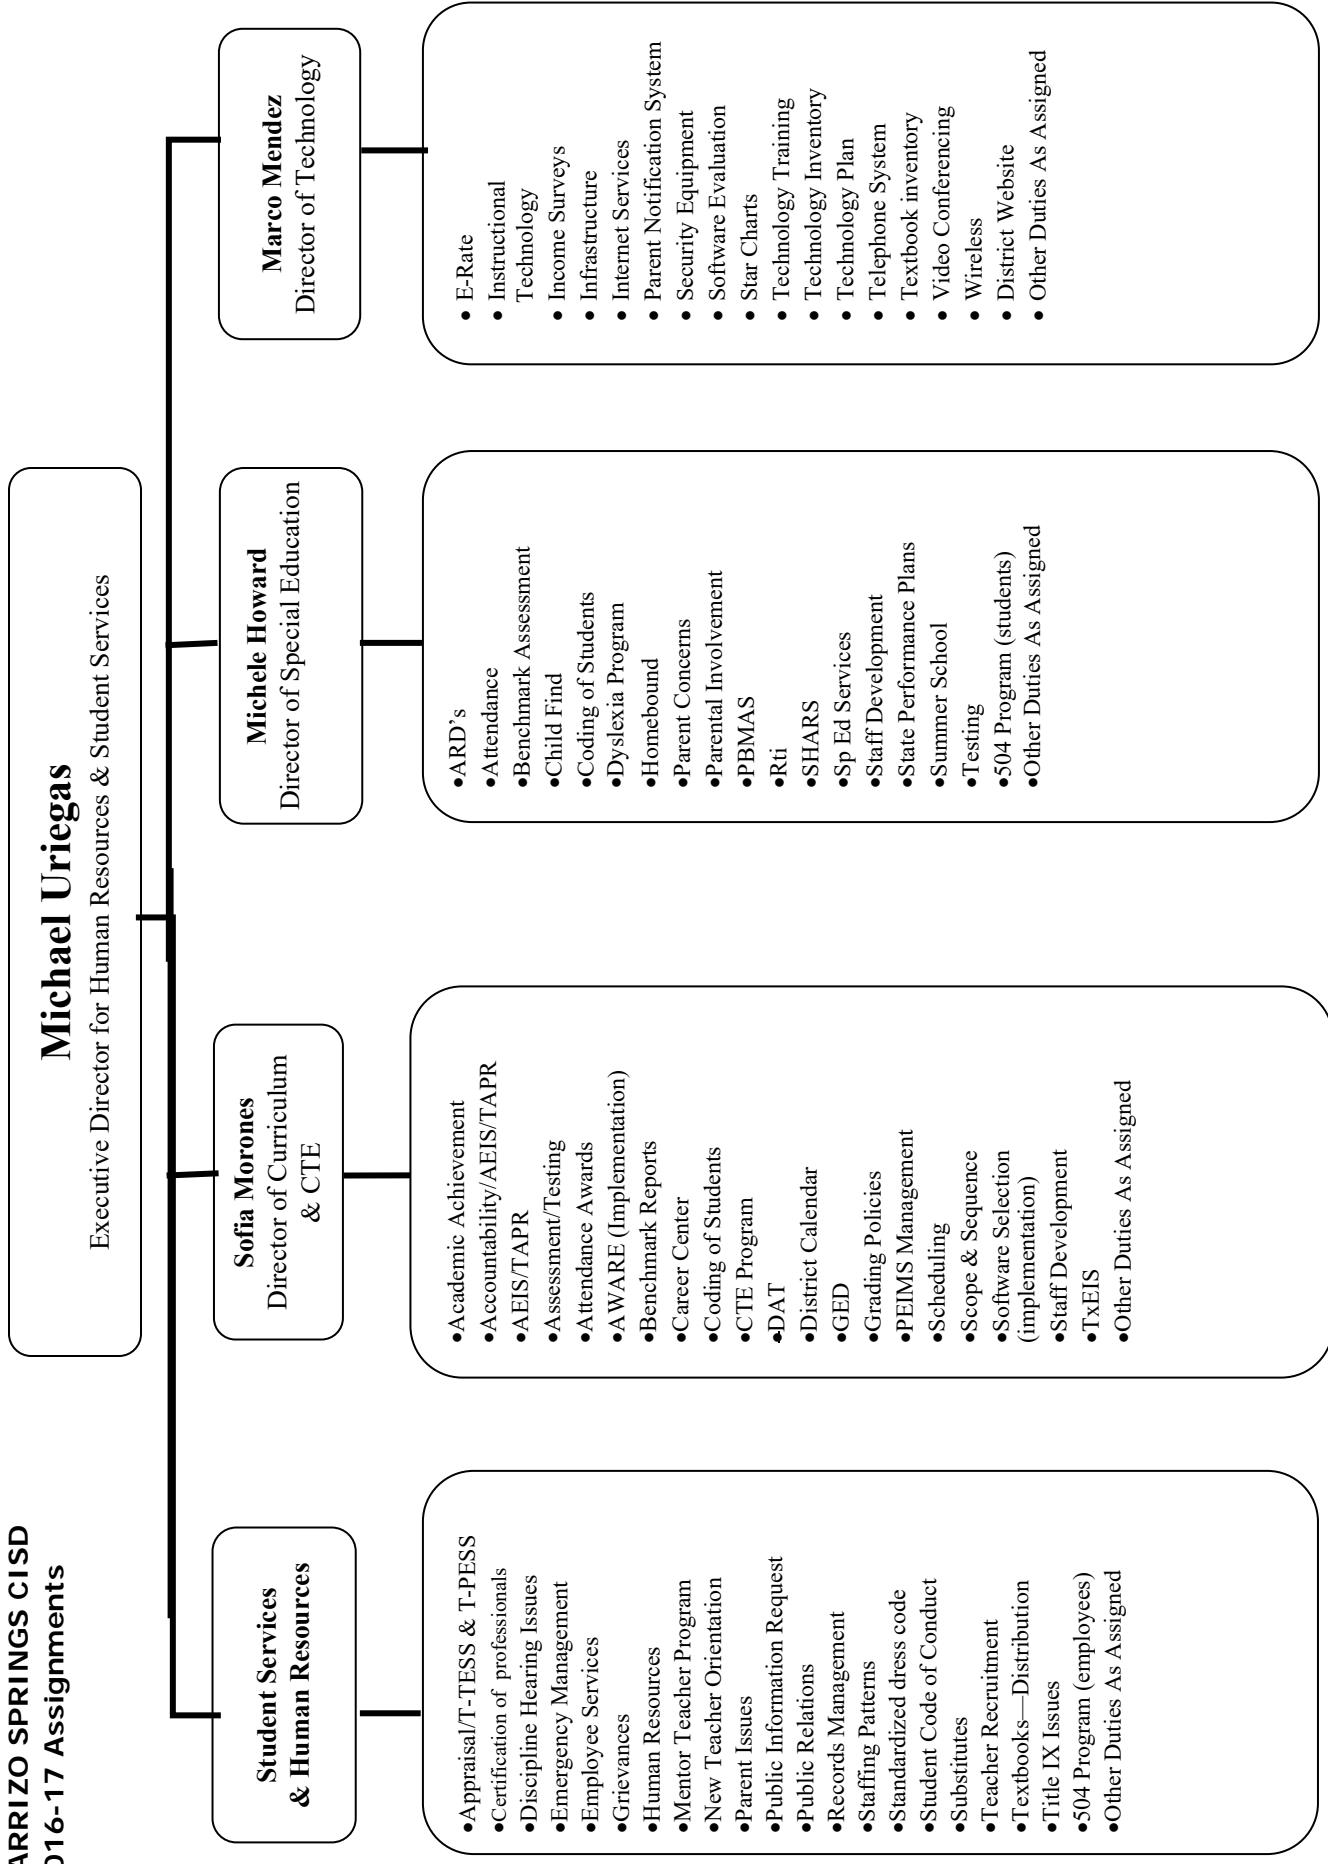 ARRIZO SPRINGS CISD
016-17 Assignments
Michael Uriegas
Executive Director for Human Resources & Student Services
Student Services
& Human Resources
•Appraisal/T-TESS & T-PESS
•Certification of professionals
•Discipline Hearing Issues
•Emergency Management
•Employee Services
•Grievances
•Human Resources
•Mentor Teacher Program
•New Teacher Orientation
•Parent Issues
•Public Information Request
•Public Relations
•Records Management
•Staffing Patterns
•Standardized dress code
•Student Code of Conduct
•Substitutes
•Teacher Recruitment
•Textbooks—Distribution
•Title IX Issues
•504 Program (employees)
•Other Duties As Assigned
Sofia Morones
Director of Curriculum
& CTE
•Academic Achievement
•Accountability/AEIS/TAPR
•AEIS/TAPR
•Assessment/Testing
•Attendance Awards
•AWARE (Implementation)
•Benchmark Reports
•Career Center
•Coding of Students
•CTE Program
•DAT
•District Calendar
•GED
•Grading Policies
•PEIMS Management
•Scheduling
•Scope & Sequence
•Software Selection
(implementation)
•Staff Development
•TxEIS
•Other Duties As Assigned
Michele Howard
Director of Special Education
•ARD's
•Attendance
•Benchmark Assessment
•Child Find
•Coding of Students
•Dyslexia Program
•Homebound
•Parent Concerns
•Parental Involvement
•PBMAS
•Rti
•SHARS
•Sp Ed Services
•Staff Development
•State Performance Plans
•Summer School
•Testing
•504 Program (students)
•Other Duties As Assigned
Marco Mendez
Director of Technology
• E-Rate
• Instructional
Technology
• Income Surveys
• Infrastructure
• Internet Services
• Parent Notification System
• Security Equipment
• Software Evaluation
• Star Charts
• Technology Training
• Technology Inventory
• Technology Plan
• Telephone System
• Textbook inventory
• Video Conferencing
• Wireless
• District Website
• Other Duties As Assigned